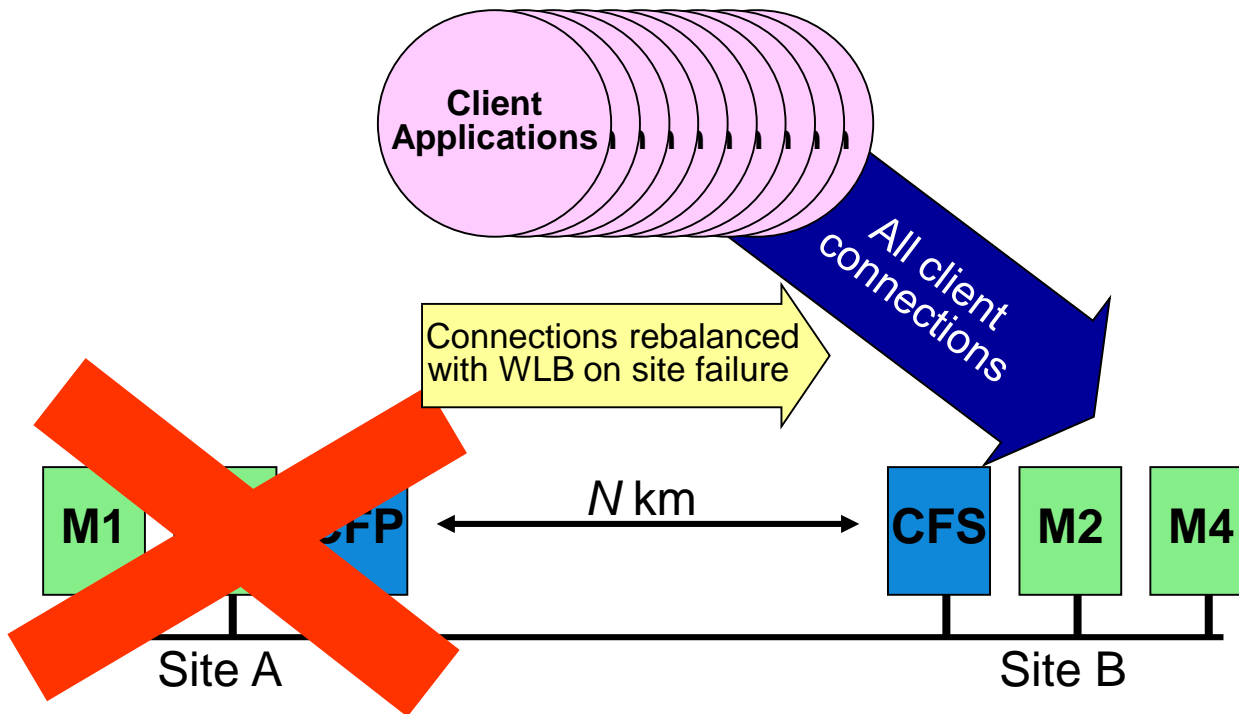 Client
Applications
All client
connections
Connections rebalanced
with WLB on site failure
N km
M1
CFP
CFS
M2
M4
Site A
Site B